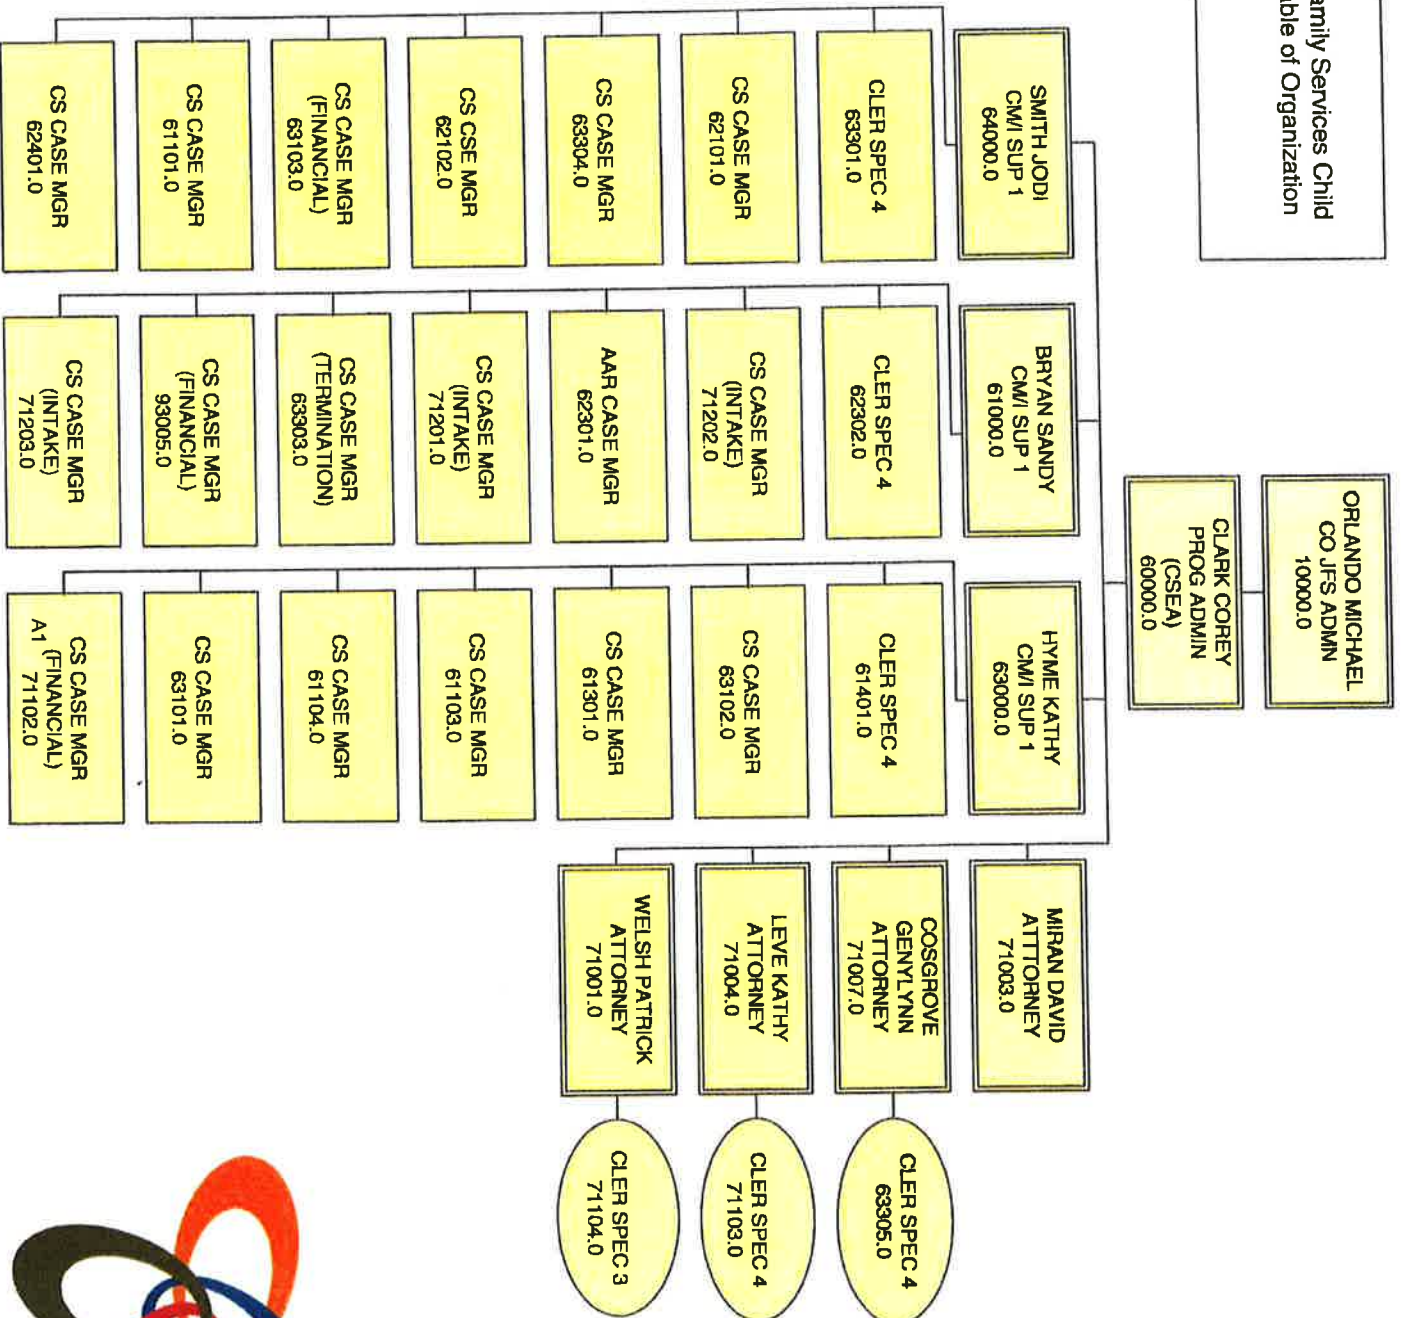 amily Services Child
able of Organization
ORLANDO MICHAEL
CO JFS ADMN
10000.0
CLARK COREY
PROG ADMIN
(CSEA)
60000.0
SMITH JODI
CM/I SUP 1
64000.0
CLER SPEC 4
63301.0
CS CASE MGR
62101.0
CS CASE MGR
63304.0
CS CSE MGR
62102.0
CS CASE MGR
(FINANCIAL)
63103.0
CS CASE MGR
61101.0
CS CASE MGR
62401.0
BRYAN SANDY
CM/I SUP 1
61000.0
CLER SPEC 4
62302.0
CS CASE MGR
(INTAKE)
71202.0
AAR CASE MGR
62301.0
CS CASE MGR
(INTAKE)
71201.0
CS CASE MGR
(TERMINATION)
63303.0
CS CASE MGR
(FINANCIAL)
93005.0
CS CASE MGR
(INTAKE)
71203.0
HYME KATHY
CM/I SUP 1
63000.0
CLER SPEC 4
61401.0
CS CASE MGR
63102.0
CS CASE MGR
61301.0
CS CASE MGR
61103.0
CS CASE MGR
61104.0
CS CASE MGR
63101.0
CS CASE MGR
A1 (FINANCIAL)
71102.0
MIRAN DAVID
ATTTORNEY
71003.0
COSGROVE
GENYLYNN
ATTORNEY
71007.0
CLER SPEC 4
63305.0
LEVE KATHY
ATTORNEY
71004.0
CLER SPEC 4
71103.0
WELSH PATRICK
ATTORNEY
71001.0
CLER SPEC 3
71104.0